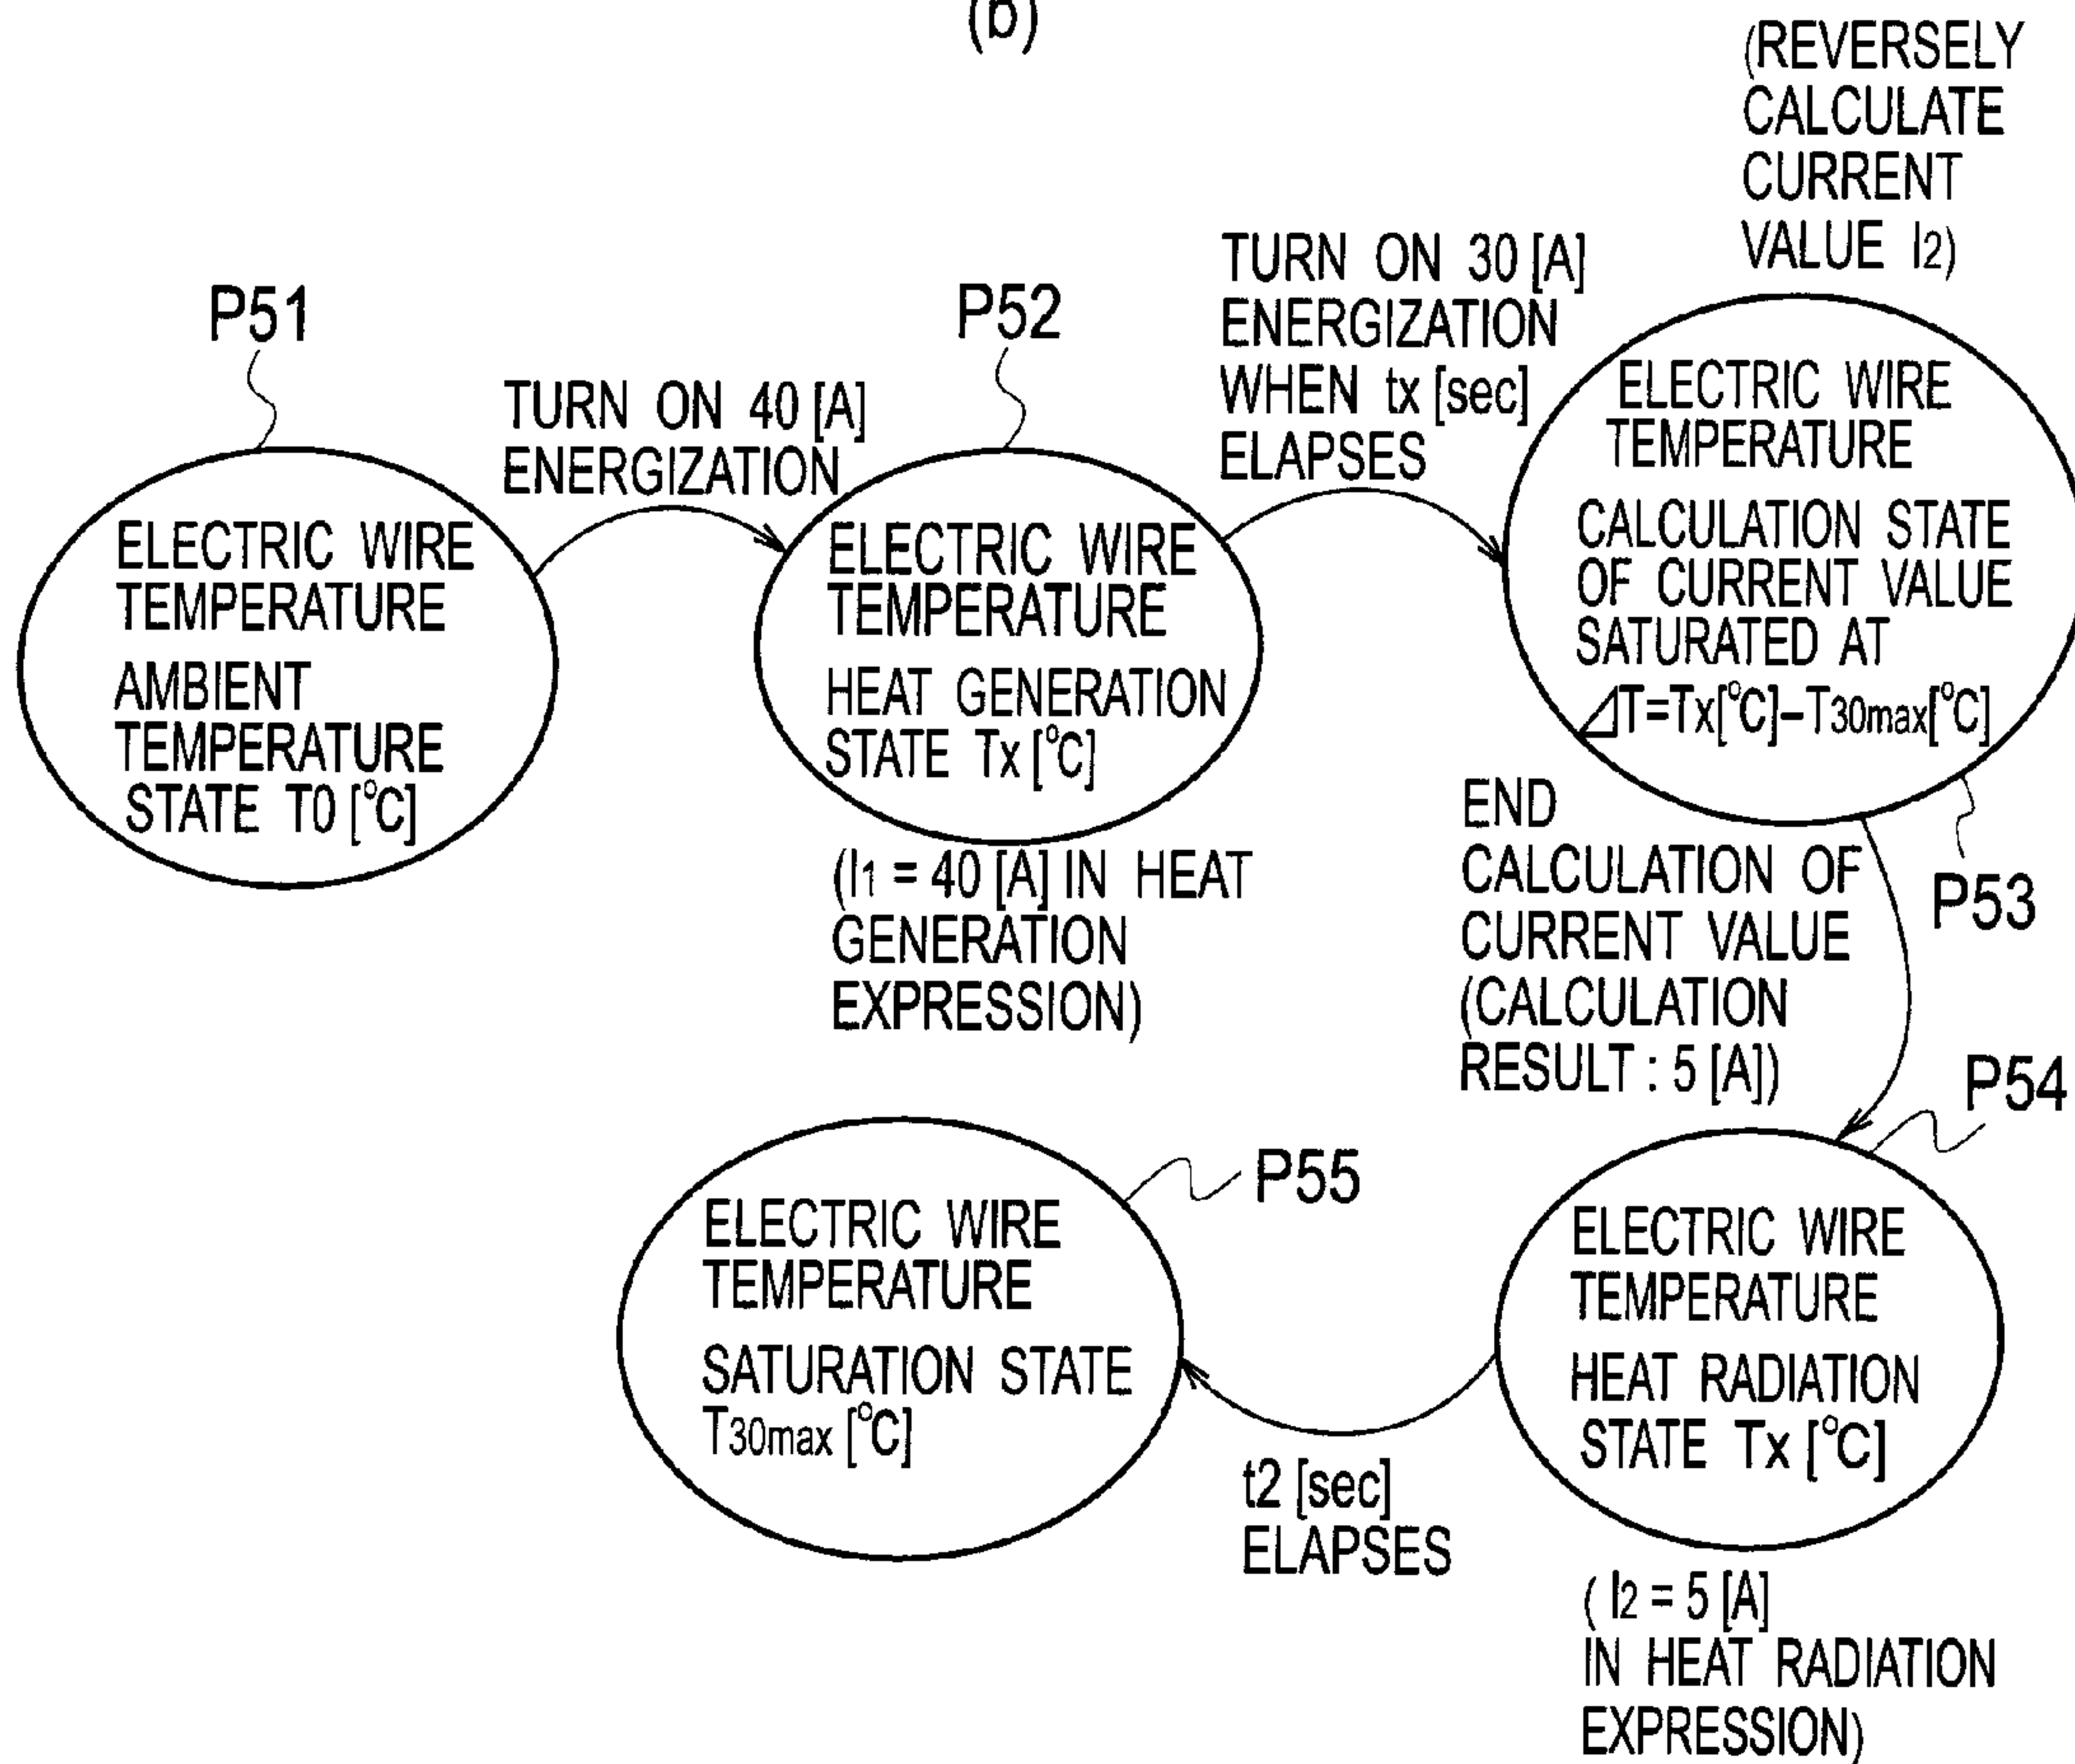 (b)
P51
ELECTRIC WIRE
TEMPERATURE
AMBIENT
TEMPERATURE
STATE T0 [°C]
TURN ON 40 [A]
ENERGIZATION
P52
ELECTRIC WIRE
TEMPERATURE
HEAT GENERATION
STATE Tx [°C]
(I1 = 40 [A] IN HEAT
GENERATION
EXPRESSION)
TURN ON 30 [A]
ENERGIZATION
WHEN tx [sec]
ELAPSES
(REVERSELY
CALCULATE
CURRENT
VALUE I2)
ELECTRIC WIRE
TEMPERATURE
CALCULATION STATE
OF CURRENT VALUE
SATURATED AT
⊿T=Tx[°C]–T30max[°C]
P53
END
CALCULATION OF
CURRENT VALUE
(CALCULATION
RESULT : 5 [A])
P54
ELECTRIC WIRE
TEMPERATURE
HEAT RADIATION
STATE Tx [°C]
( I2 = 5 [A]
IN HEAT RADIATION
EXPRESSION)
t2 [sec]
ELAPSES
P55
ELECTRIC WIRE
TEMPERATURE
SATURATION STATE
T30max [°C]